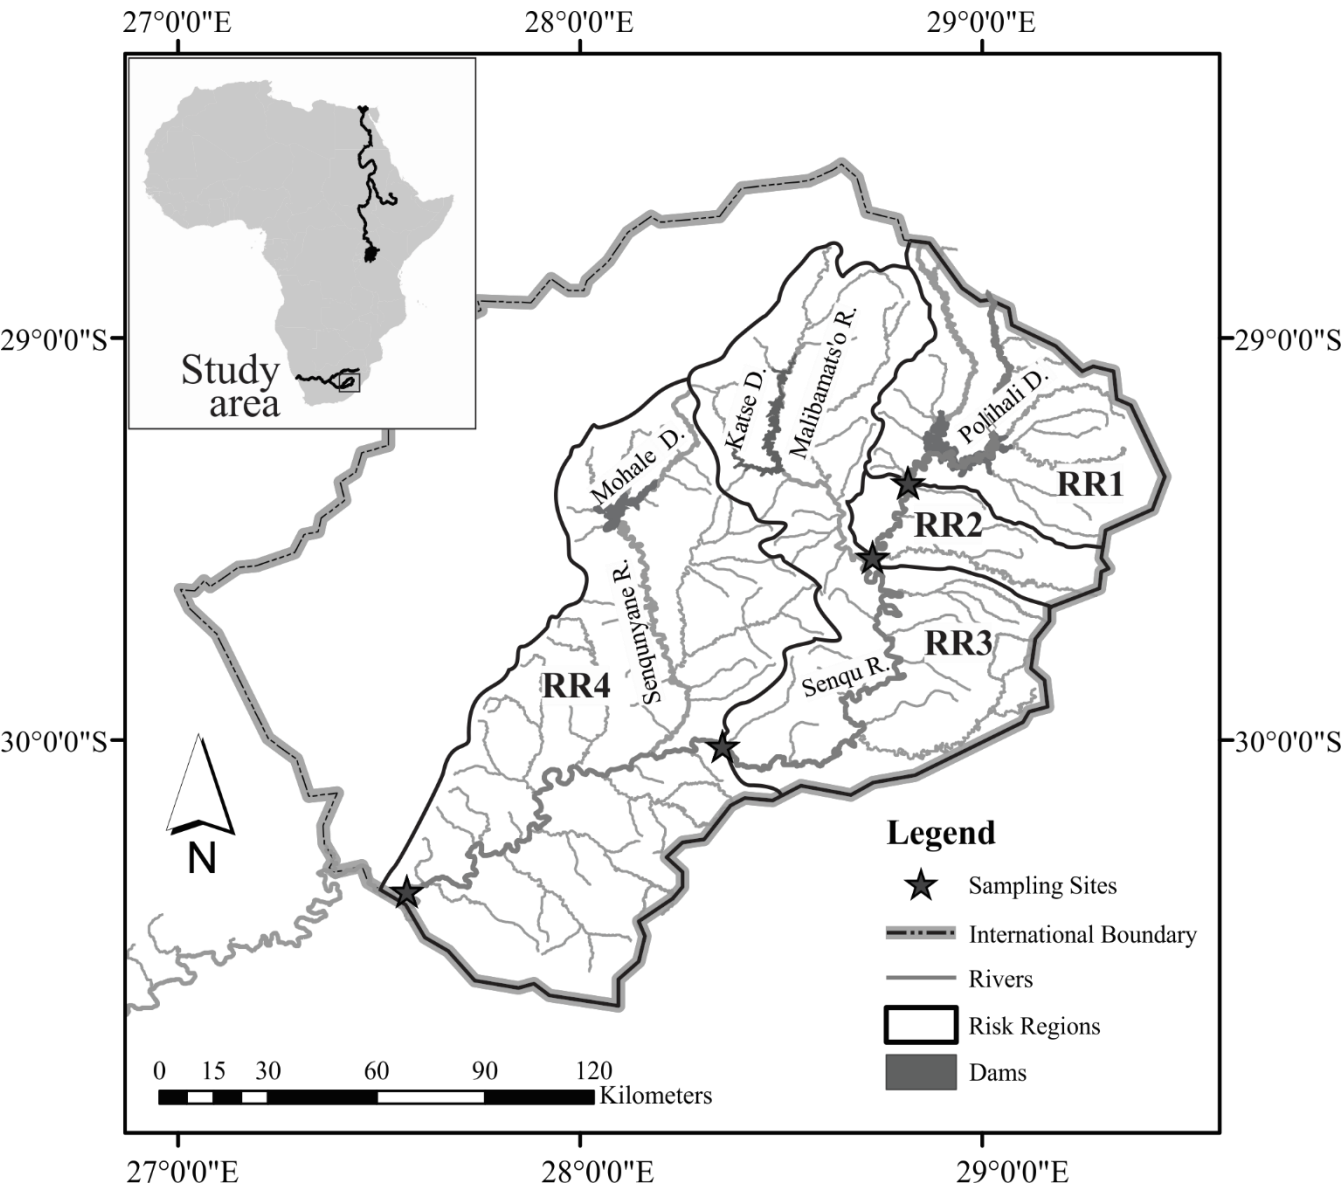 27°0'0"E
28°0'0"E
29°0'0"E
Study
area
29°0'0"S
29°0'0"S
Katse D.
Malibamats'o R.
Polihali D.
Mohale D.
RR1
RR2
Senqunyane R.
RR3
Senqu R.
RR4
30°0'0"S
30°0'0"S
N
Legend
Sampling Sites
International Boundary
Rivers
Risk Regions
Dams
0 15 30 60 90 120
Kilometers
27°0'0"E
28°0'0"E
29°0'0"E